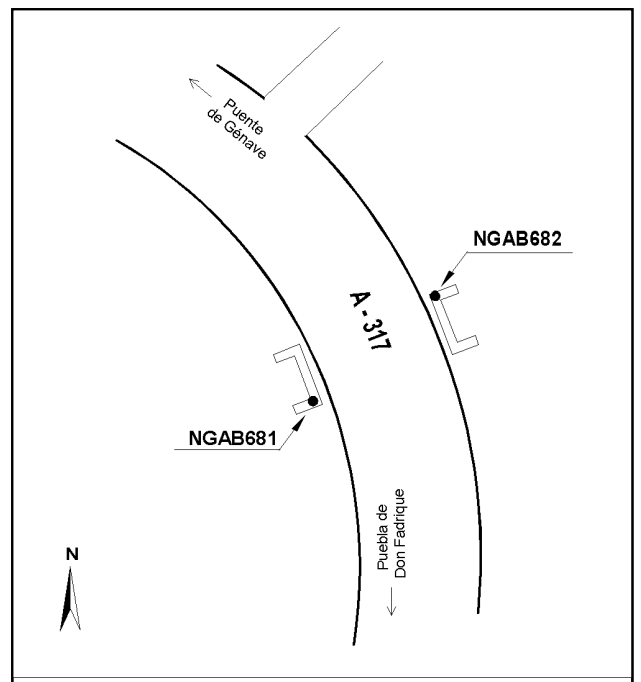 Puente
de Génave
NGAB682
A - 317
NGAB681
Puebla de
Don Fadrique
N